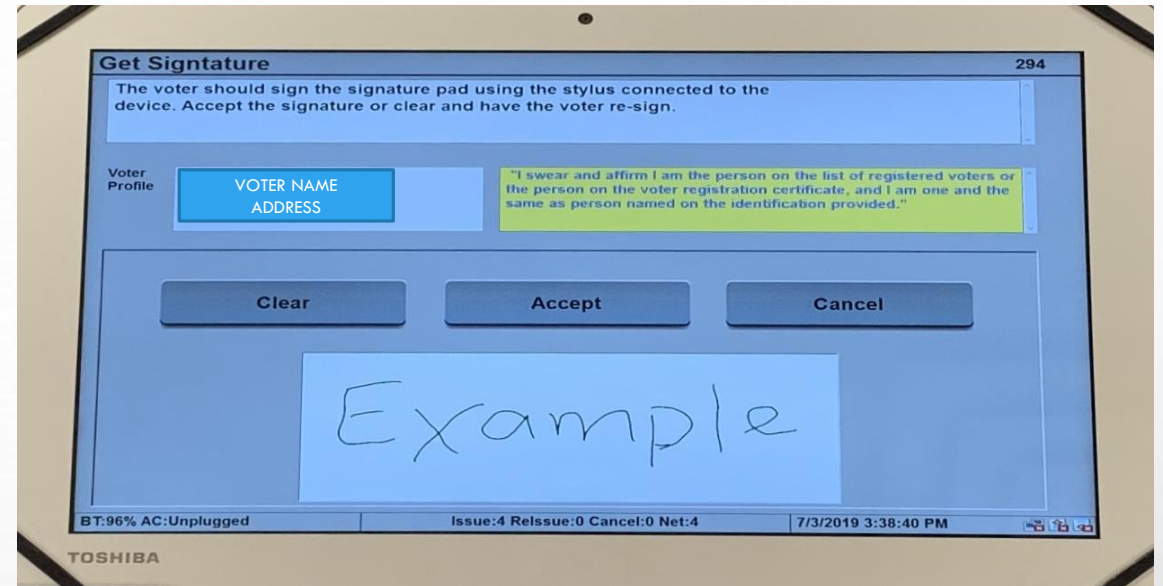 Get Signtature
294
The voter should sign the signature pad using the stylus connected to the
device. Accept the signature or clear and have the voter re-sign.
Voter
Profile
VOTER NAME
ADDRESS
"I swear and affirm I am the person on the list of registered voters or
the person on the voter registration certificate, and I am one and the
same as person named on the identification provided."
Clear
Accept
Cancel
Example
BT:96% AC:Unplugged
Issue:4 ReIssue:0 Cancel:0 Net:4
7/3/2019 3:38:40 PM
TOSHIBA